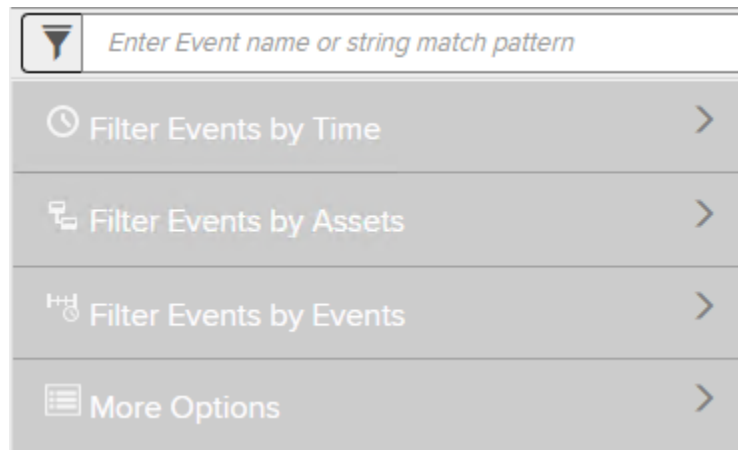 Enter Event name or string match pattern
Filter Events by Time
Filter Events by Assets
Filter Events by Events
More Options